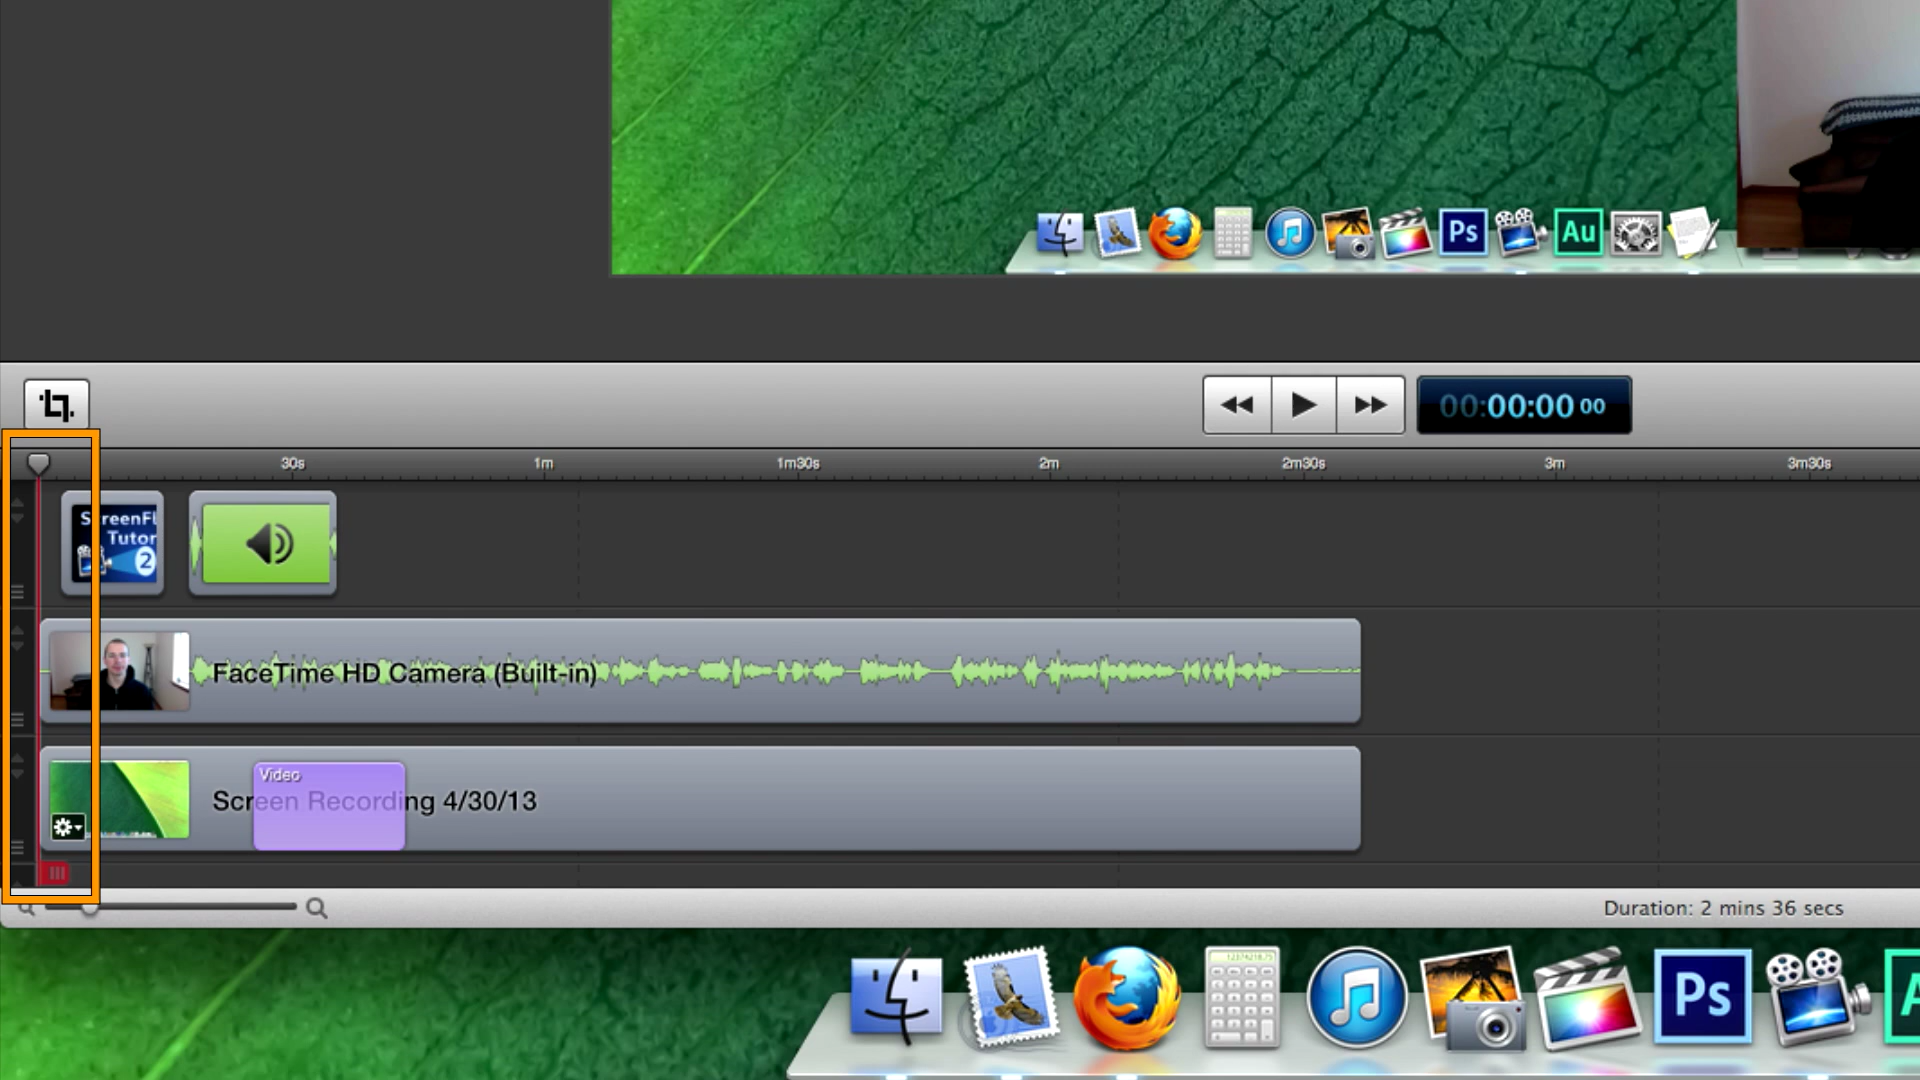 Ps
Au
00:00:00 00
30s
1m
1m30s
2m
2m30s
3m
3m30s
ScreenFl
Tutor
2
FaceTime HD Camera (Built-in)
Video
Screen Recording 4/30/13
Duration: 2 mins 36 secs
Ps